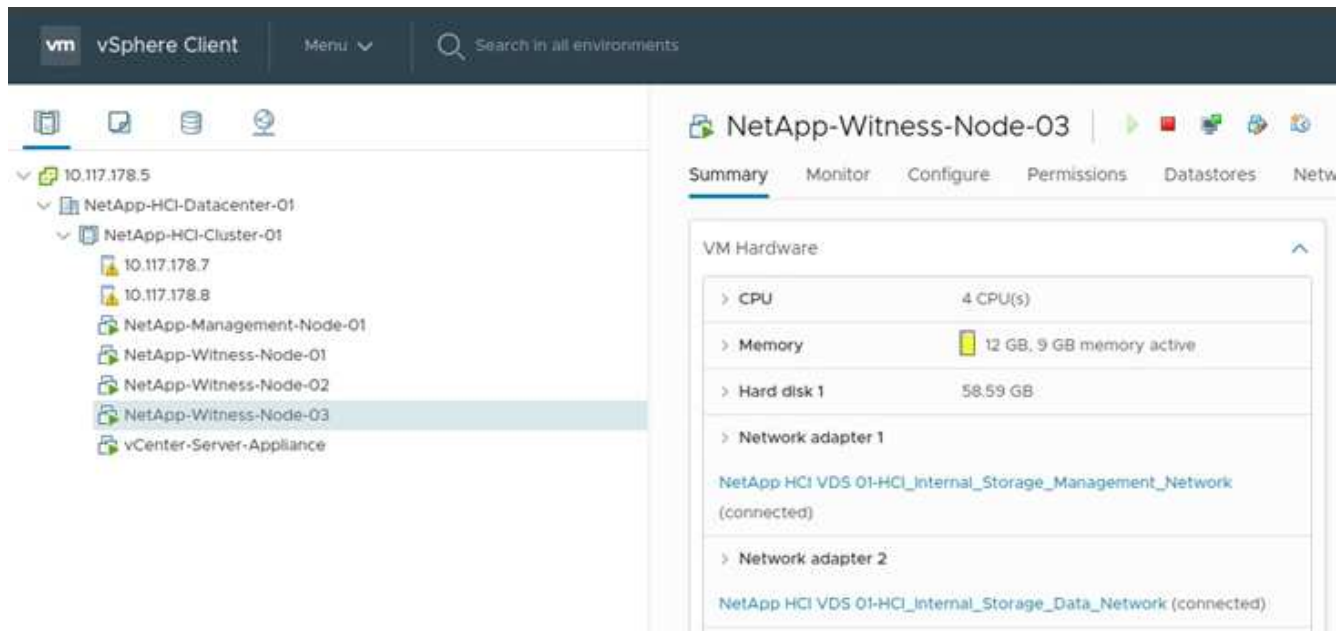 vm vSphere Client Menu Search in all environments
10.117.178.5
NetApp-HCI-Datacenter-01
NetApp-HCI-Cluster-01
10.117.178.7
10.117.178.8
NetApp-Management-Node-01
NetApp-Witness-Node-01
NetApp-Witness-Node-02
NetApp-Witness-Node-03
vCenter-Server-Appliance
NetApp-Witness-Node-03
Summary Monitor Configure Permissions Datastores Netw
VM Hardware
CPU 4 CPU(s)
Memory 12 GB, 9 GB memory active
Hard disk 1 58.59 GB
Network adapter 1
NetApp HCI VDS 01-HCI_Internal_Storage_Management_Network
(connected)
Network adapter 2
NetApp HCI VDS 01-HCI_Internal_Storage_Data_Network (connected)